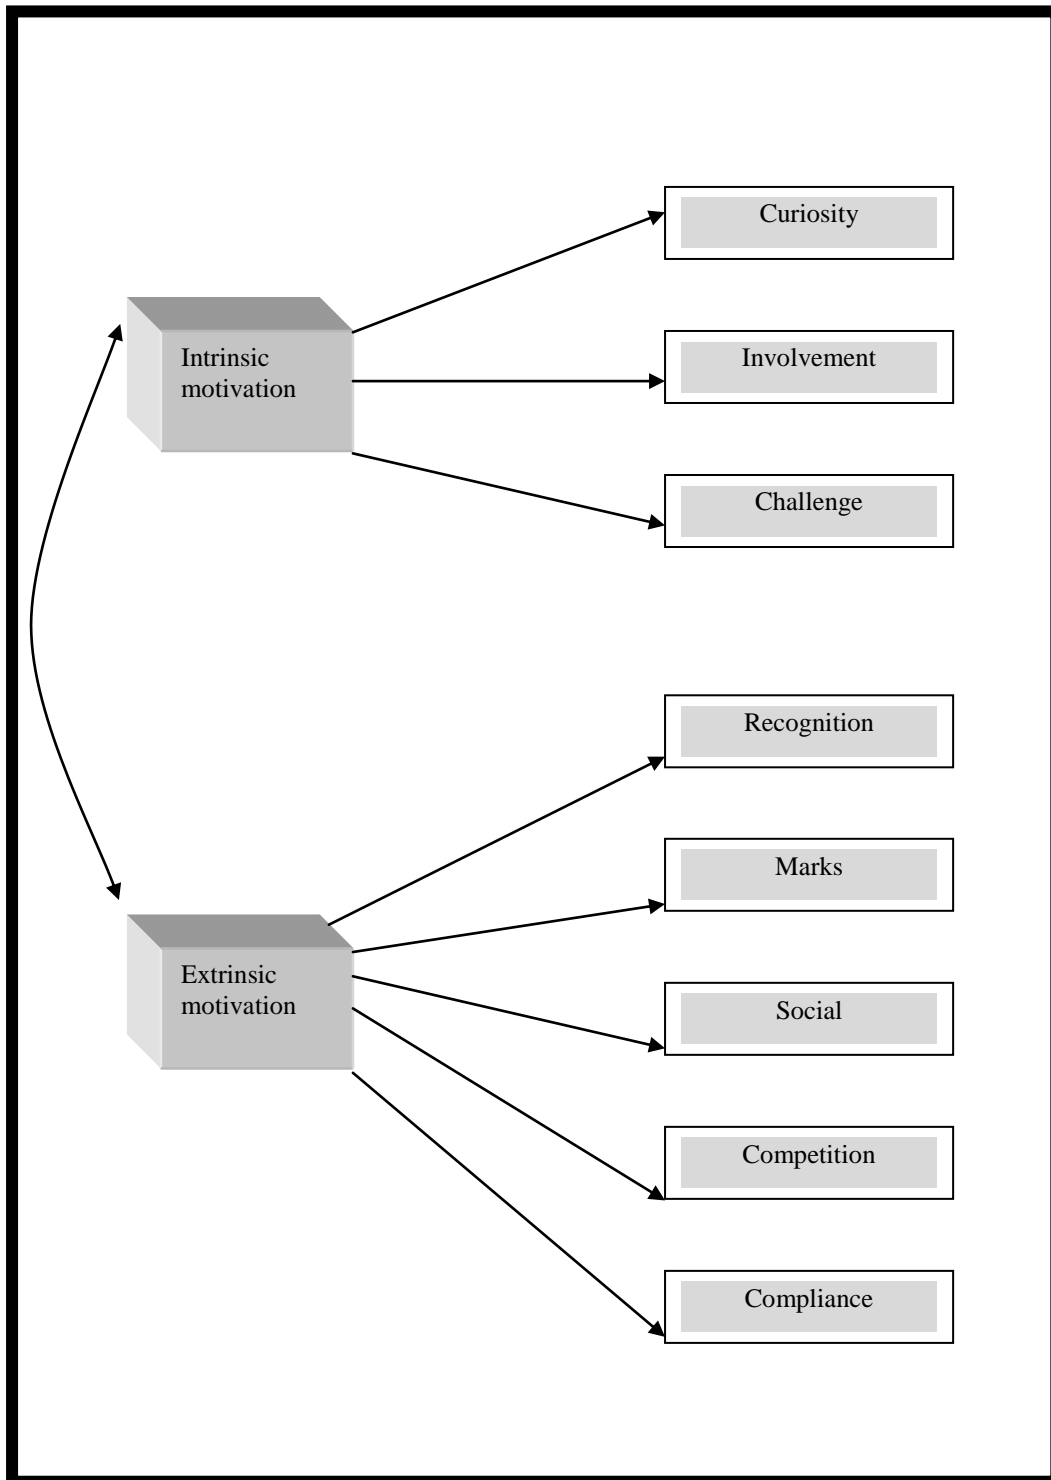 Curiosity
Intrinsic
motivation
Involvement
Challenge
Recognition
Marks
Extrinsic
motivation
Social
Competition
Compliance